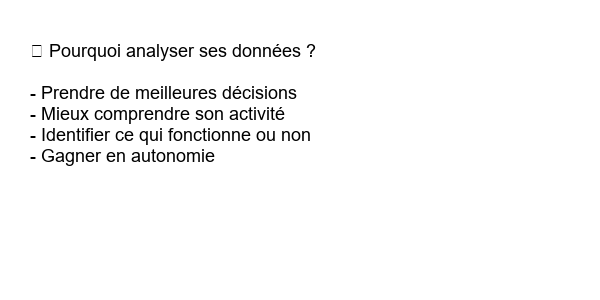 Pourquoi analyser ses données ?
- Prendre de meilleures décisions
- Mieux comprendre son activité
- Identifier ce qui fonctionne ou non
- Gagner en autonomie